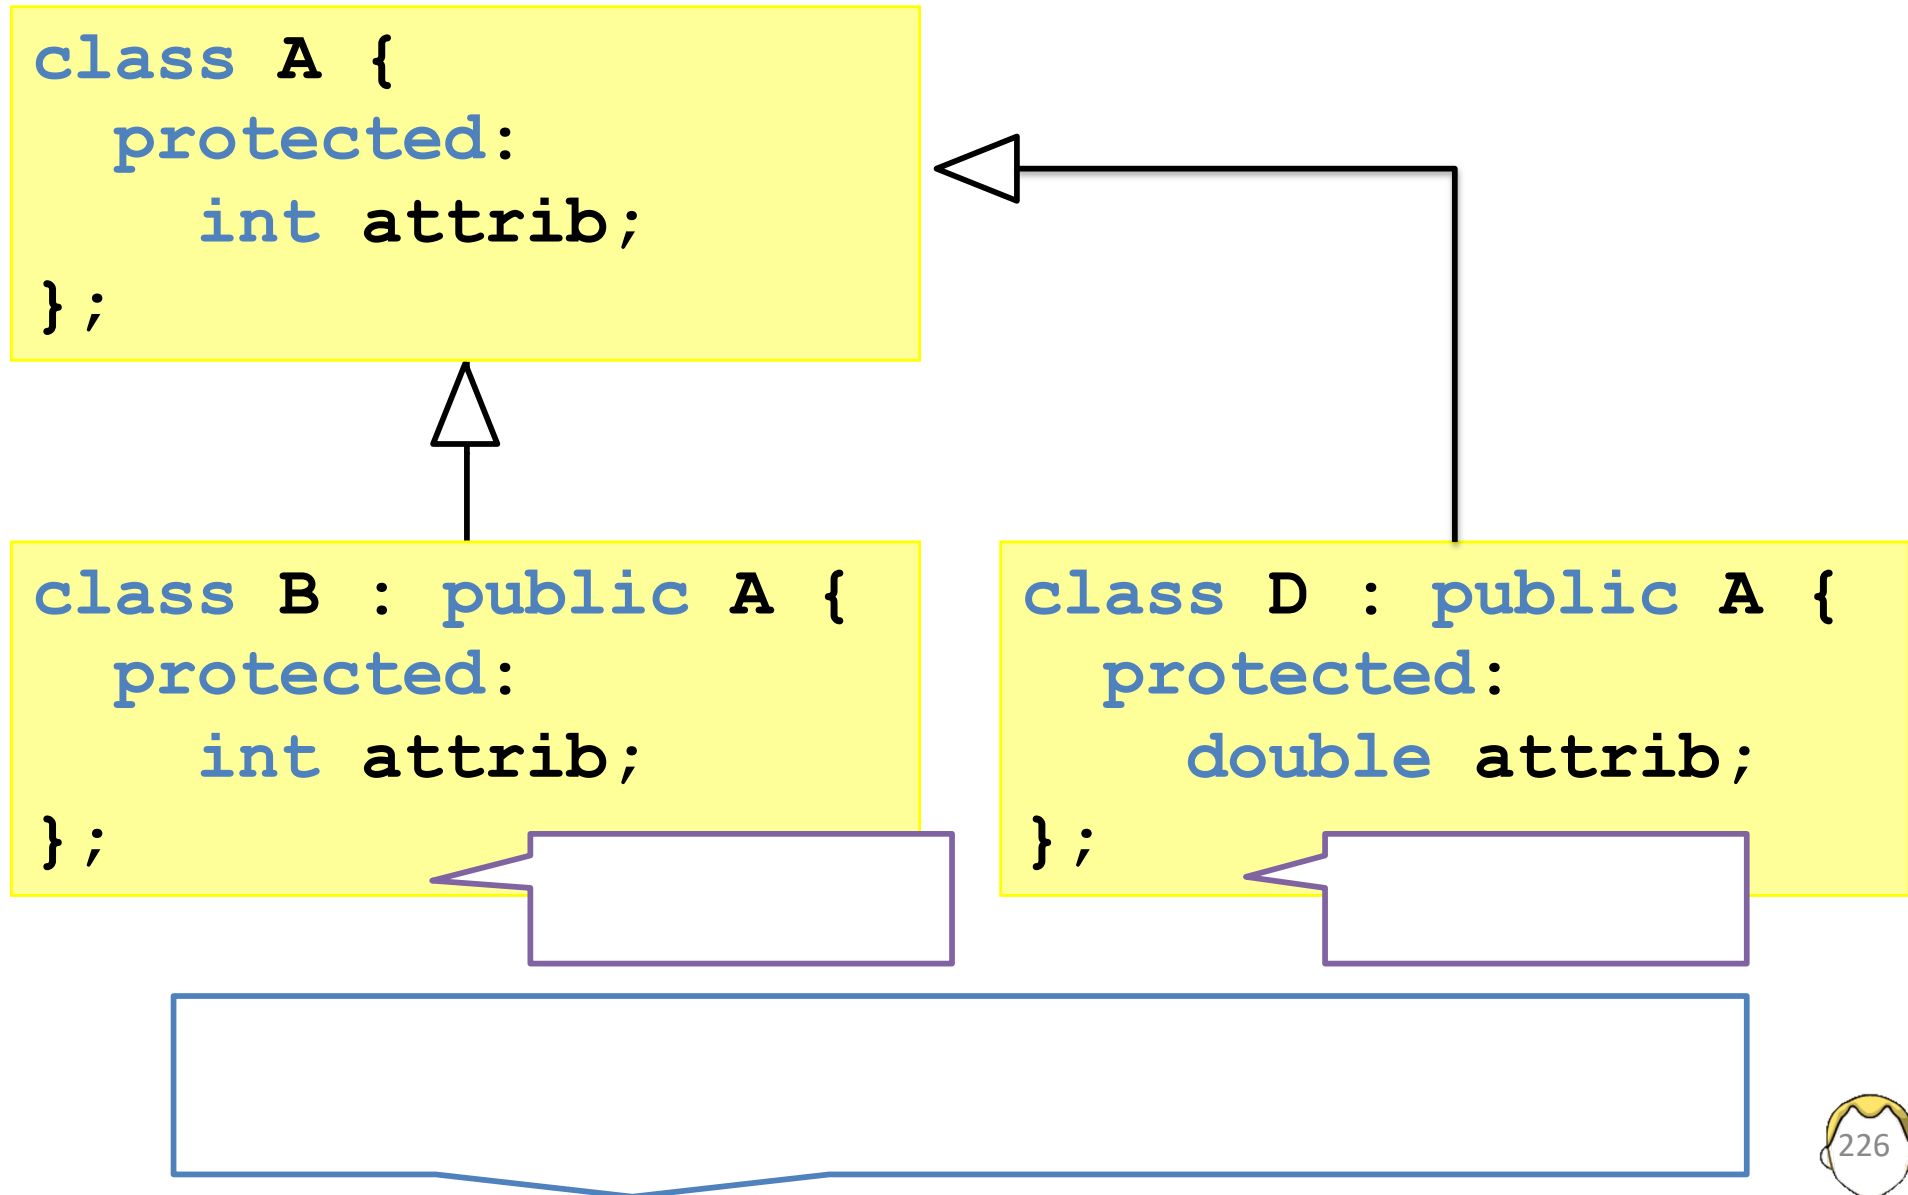 class A {
protected:
int attrib;
};
class B : public A {
protected:
int attrib;
};
class D : public A {
protected:
double attrib;
};
226